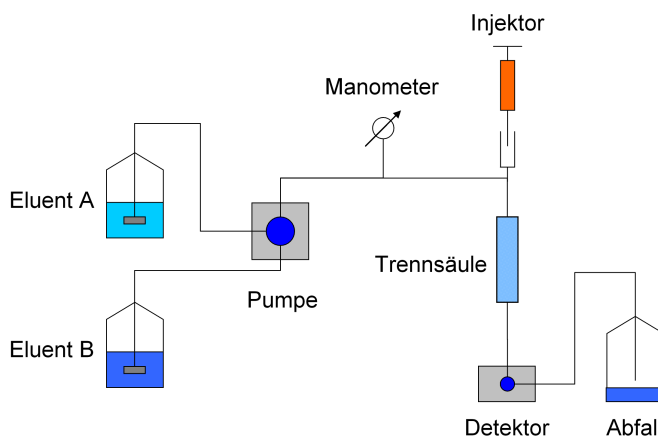 Injektor
Manometer
Eluent A
Trennsäule
Pumpe
Eluent B
Detektor
Abfal